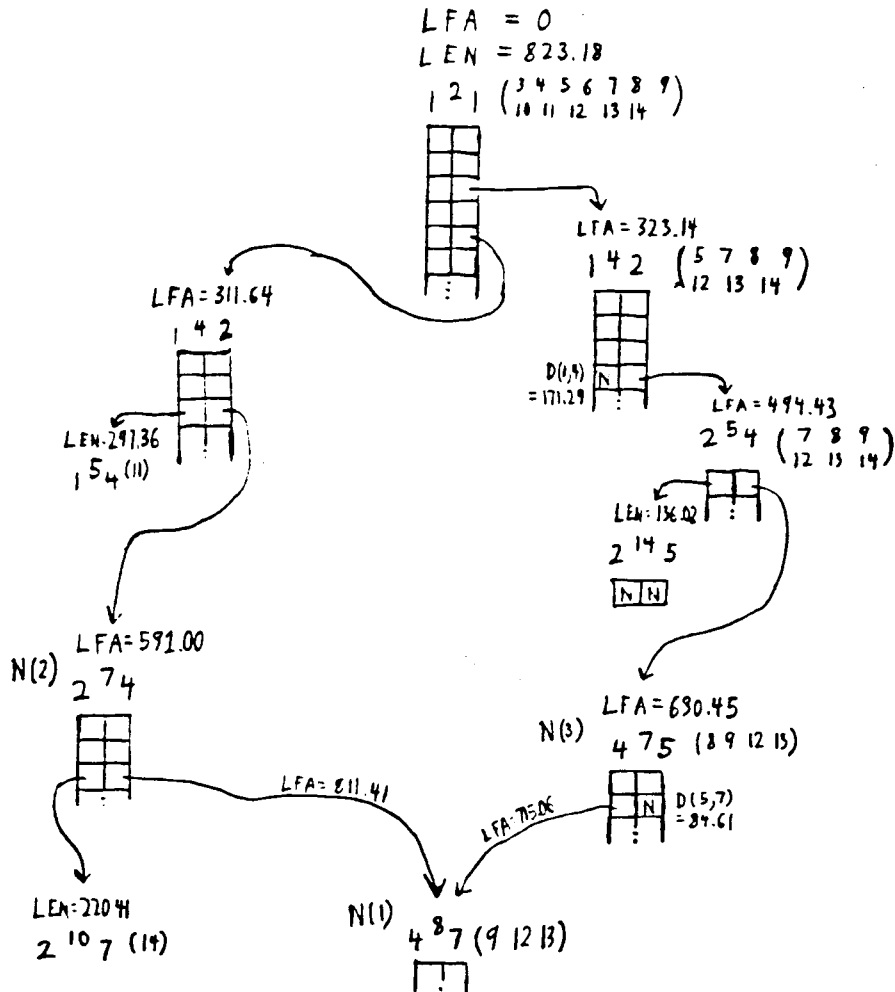 LFA = 0
LEN = 823.18
1 2 1 (3 4 5 6 7 8 9
10 11 12 13 14)
LFA=323.14
1 4 2 (5 7 8 9
12 13 14)
LFA=311.64
1 4 2
D(1,4)
=171.29
N
LFA=494.43
2 5 4 (7 8 9
12 13 14)
LEN=297.36
1 5 4 (11)
LEN=136.02
2 14 5
N N
LFA=591.00
N(2) 2 7 4
LFA=630.45
N(3) 4 7 5 (8 9 12 13)
LFA=811.41
LFA=715.06
N
D(5,7)
=84.61
LEN=220.41
2 10 7 (14)
N(1) 4 8 7 (9 12 13)